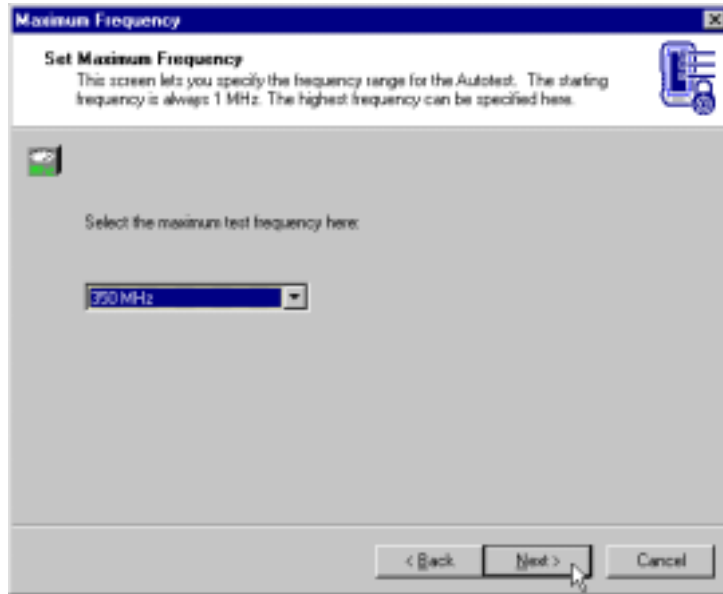 Maximum Frequency
Set Maximum Frequency
This screen lets you specify the frequency range for the Autotest. The starting
frequency is always 1 MHz. The highest frequency can be specified here.
Select the maximum test frequency here:
350 MHz
< Back
Next >
Cancel